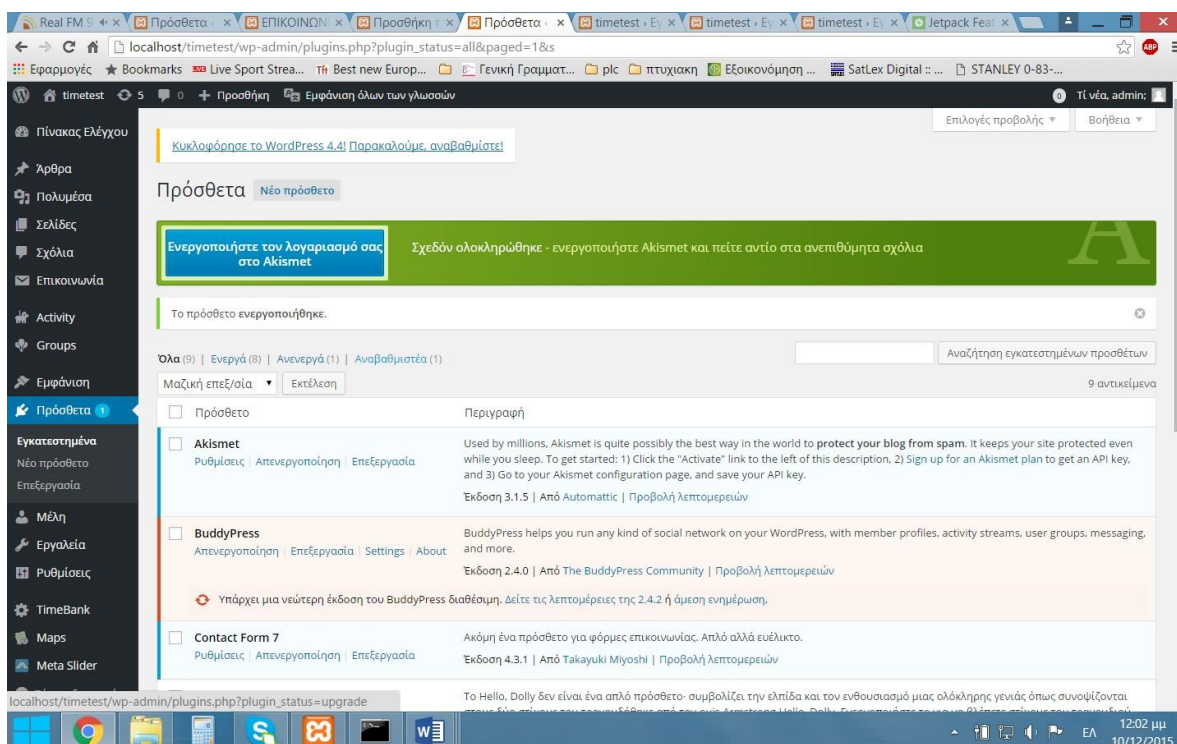 Real FM 9
Πρόσθετα ‹
ΕΠΙΚΟΙΝΩΝ
Προσθήκη τ
Πρόσθετα ‹
timetest › Ey
timetest › Ey
timetest › Ey
Jetpack Feat
localhost/timetest/wp-admin/plugins.php?plugin_status=all&paged=1&s
Εφαρμογές Bookmarks Live Sport Strea... Best new Europ... Γενική Γραμματ... plc πτυχιακη Εξοικονόμηση ... SatLex Digital :: ... STANLEY 0-83-...
timetest 5 0 + Προσθήκη Εμφάνιση όλων των γλωσσών 0 Τί νέα, admin;
Επιλογές προβολής Βοήθεια
Κυκλοφόρησε το WordPress 4.4! Παρακαλούμε, αναβαθμίστε!
Πρόσθετα Νέο πρόσθετο
Ενεργοποιήστε τον λογαριασμό σας
στο Akismet
Σχεδόν ολοκληρώθηκε - ενεργοποιήστε Akismet και πείτε αντίο στα ανεπιθύμητα σχόλια
A
Το πρόσθετο ενεργοποιήθηκε.
Όλα (9) | Ενεργά (8) | Ανενεργά (1) | Αναβαθμιστέα (1)
Αναζήτηση εγκατεστημένων προσθέτων
Μαζική επεξ/σία Εκτέλεση
9 αντικείμενα
Πρόσθετο Περιγραφή
Akismet
Ρυθμίσεις | Απενεργοποίηση | Επεξεργασία
Used by millions, Akismet is quite possibly the best way in the world to protect your blog from spam. It keeps your site protected even
while you sleep. To get started: 1) Click the "Activate" link to the left of this description, 2) Sign up for an Akismet plan to get an API key,
and 3) Go to your Akismet configuration page, and save your API key.
Έκδοση 3.1.5 | Από Automattic | Προβολή λεπτομερειών
BuddyPress
Απενεργοποίηση | Επεξεργασία | Settings | About
BuddyPress helps you run any kind of social network on your WordPress, with member profiles, activity streams, user groups, messaging,
and more.
Έκδοση 2.4.0 | Από The BuddyPress Community | Προβολή λεπτομερειών
Υπάρχει μια νεώτερη έκδοση του BuddyPress διαθέσιμη. Δείτε τις λεπτομέρειες της 2.4.2 ή άμεση ενημέρωση.
Contact Form 7
Ρυθμίσεις | Απενεργοποίηση | Επεξεργασία
Ακόμη ένα πρόσθετο για φόρμες επικοινωνίας. Απλό αλλά ευέλικτο.
Έκδοση 4.3.1 | Από Takayuki Miyoshi | Προβολή λεπτομερειών
Το Hello, Dolly δεν είναι ένα απλό πρόσθετο· συμβολίζει την ελπίδα και τον ενθουσιασμό μιας ολόκληρης γενιάς όπως συνοψίζονται
Πίνακας Ελέγχου
Άρθρα
Πολυμέσα
Σελίδες
Σχόλια
Επικοινωνία
Activity
Groups
Εμφάνιση
Πρόσθετα 1
Εγκατεστημένα
Νέο πρόσθετο
Επεξεργασία
Μέλη
Εργαλεία
Ρυθμίσεις
TimeBank
Maps
Meta Slider
localhost/timetest/wp-admin/plugins.php?plugin_status=upgrade
ΕΛ
12:02 μμ
10/12/2015